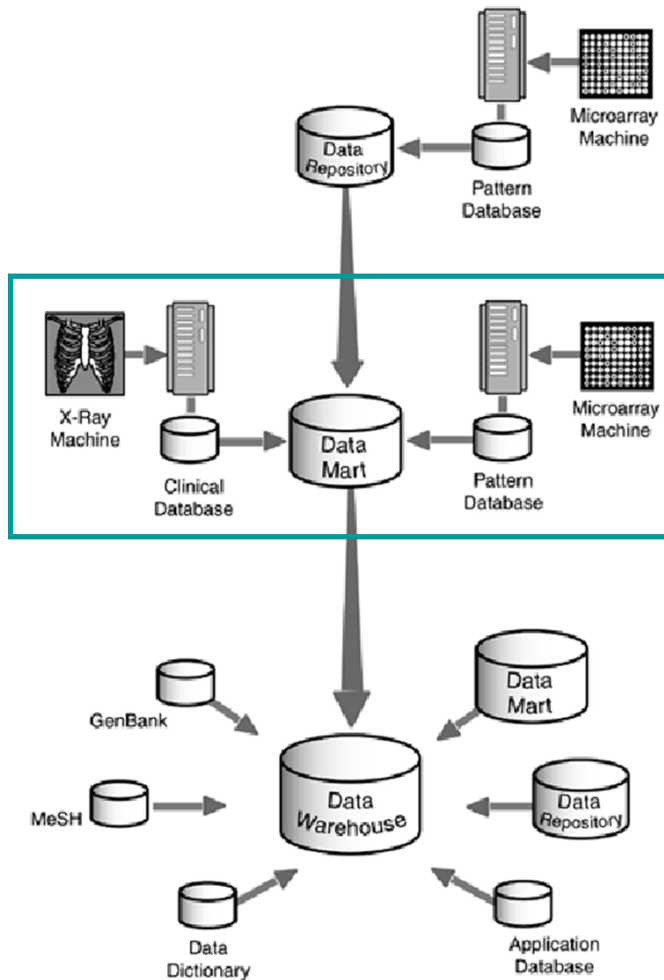 Microarray
Machine
Data
Repository
Pattern
Database
X-Ray
Machine
Clinical
Database
Data
Mart
Pattern
Database
Microarray
Machine
GenBank
Data
Mart
MeSH
Data
Warehouse
Data
Repository
Data
Dictionary
Application
Database